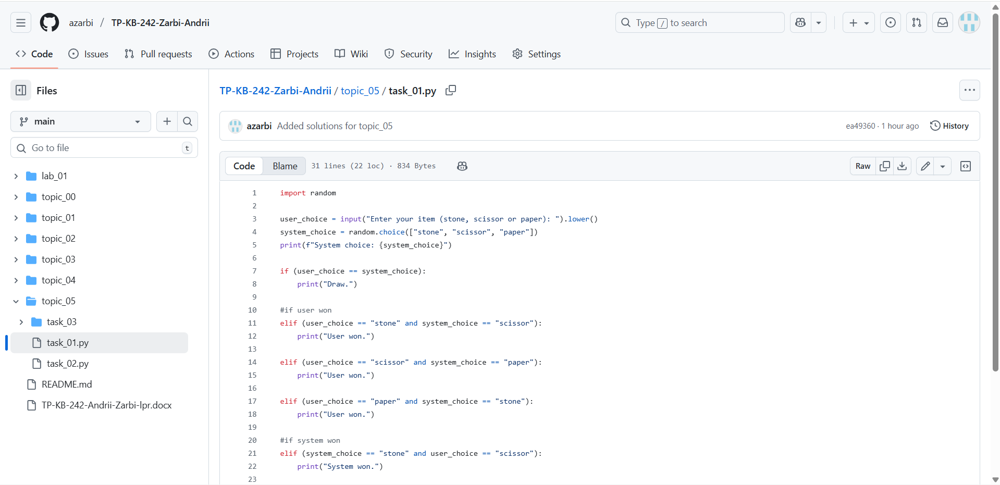 azarbi / TP-KB-242-Zarbi-Andrii
Type / to search
Code Issues Pull requests Actions Projects Wiki Security Insights Settings
Files
main
Go to file t
lab_01
topic_00
topic_01
topic_02
topic_03
topic_04
topic_05
task_03
task_01.py
task_02.py
README.md
TP-KB-242-Andrii-Zarbi-lpr.docx
TP-KB-242-Zarbi-Andrii / topic_05 / task_01.py
azarbi Added solutions for topic_05 ea49360 · 1 hour ago History
Code Blame 31 lines (22 loc) · 834 Bytes Raw
1 import random
2
3 user_choice = input("Enter your item (stone, scissor or paper): ").lower()
4 system_choice = random.choice(["stone", "scissor", "paper"])
5 print(f"System choice: {system_choice}")
6
7 if (user_choice == system_choice):
8     print("Draw.")
9
10 #if user won
11 elif (user_choice == "stone" and system_choice == "scissor"):
12     print("User won.")
13
14 elif (user_choice == "scissor" and system_choice == "paper"):
15     print("User won.")
16
17 elif (user_choice == "paper" and system_choice == "stone"):
18     print("User won.")
19
20 #if system won
21 elif (system_choice == "stone" and user_choice == "scissor"):
22     print("System won.")
23